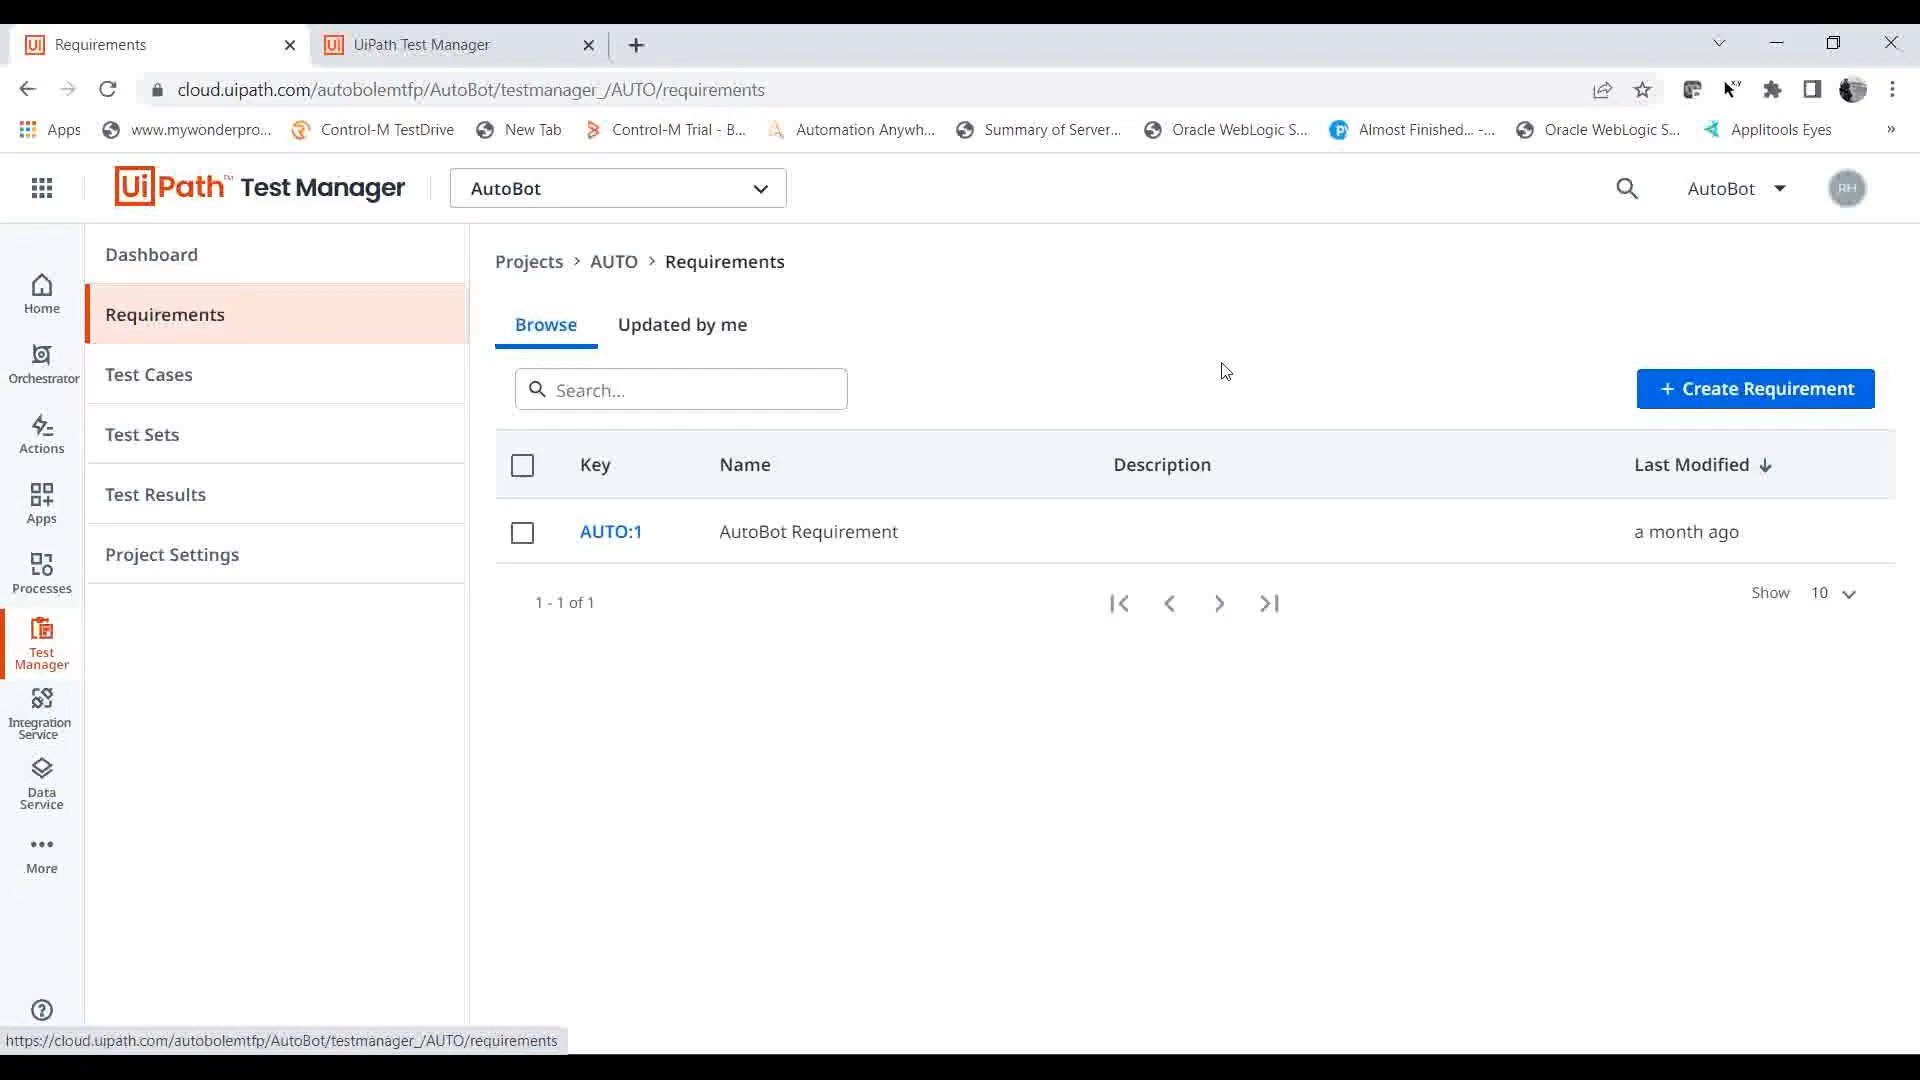 Requirements
UiPath Test Manager
cloud.uipath.com/autobolemtfp/AutoBot/testmanager_/AUTO/requirements
Apps
www.mywonderpro...
Control-M TestDrive
New Tab
Control-M Trial - B...
Automation Anywh...
Summary of Server...
Oracle WebLogic S...
Almost Finished... -...
Oracle WebLogic S...
Applitools Eyes
»
UiPath™ Test Manager
AutoBot
AutoBot
RH
Home
Orchestrator
Actions
Apps
Processes
Test
Manager
Integration
Service
Data
Service
More
Dashboard
Requirements
Test Cases
Test Sets
Test Results
Project Settings
Projects > AUTO > Requirements
Browse
Updated by me
Search...
+ Create Requirement
Key Name Description Last Modified ↓
AUTO:1 AutoBot Requirement a month ago
1 - 1 of 1
Show 10
https://cloud.uipath.com/autobolemtfp/AutoBot/testmanager_/AUTO/requirements